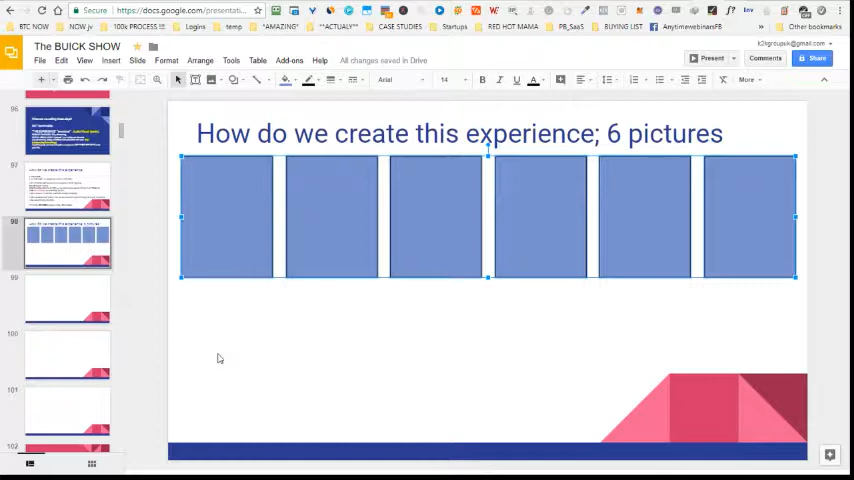 Secure
https://docs.google.com/presentati...
BTC NOW
NOW jv
100k PROCESS !!!
Logins
temp
*AMAZING*
**ACTUALY**
CASE STUDIES
Startups
RED HOT MAMA
PB_SaaS
BUYING LIST
AnytimewebinarsFB
Other bookmarks
The BUICK SHOW
File Edit View Insert Slide Format Arrange Tools Table Add-ons Help All changes saved in Drive
Present
Comments
Share
Arial
14
More
96
97
98
99
100
101
102
How do we create this experience; 6 pictures